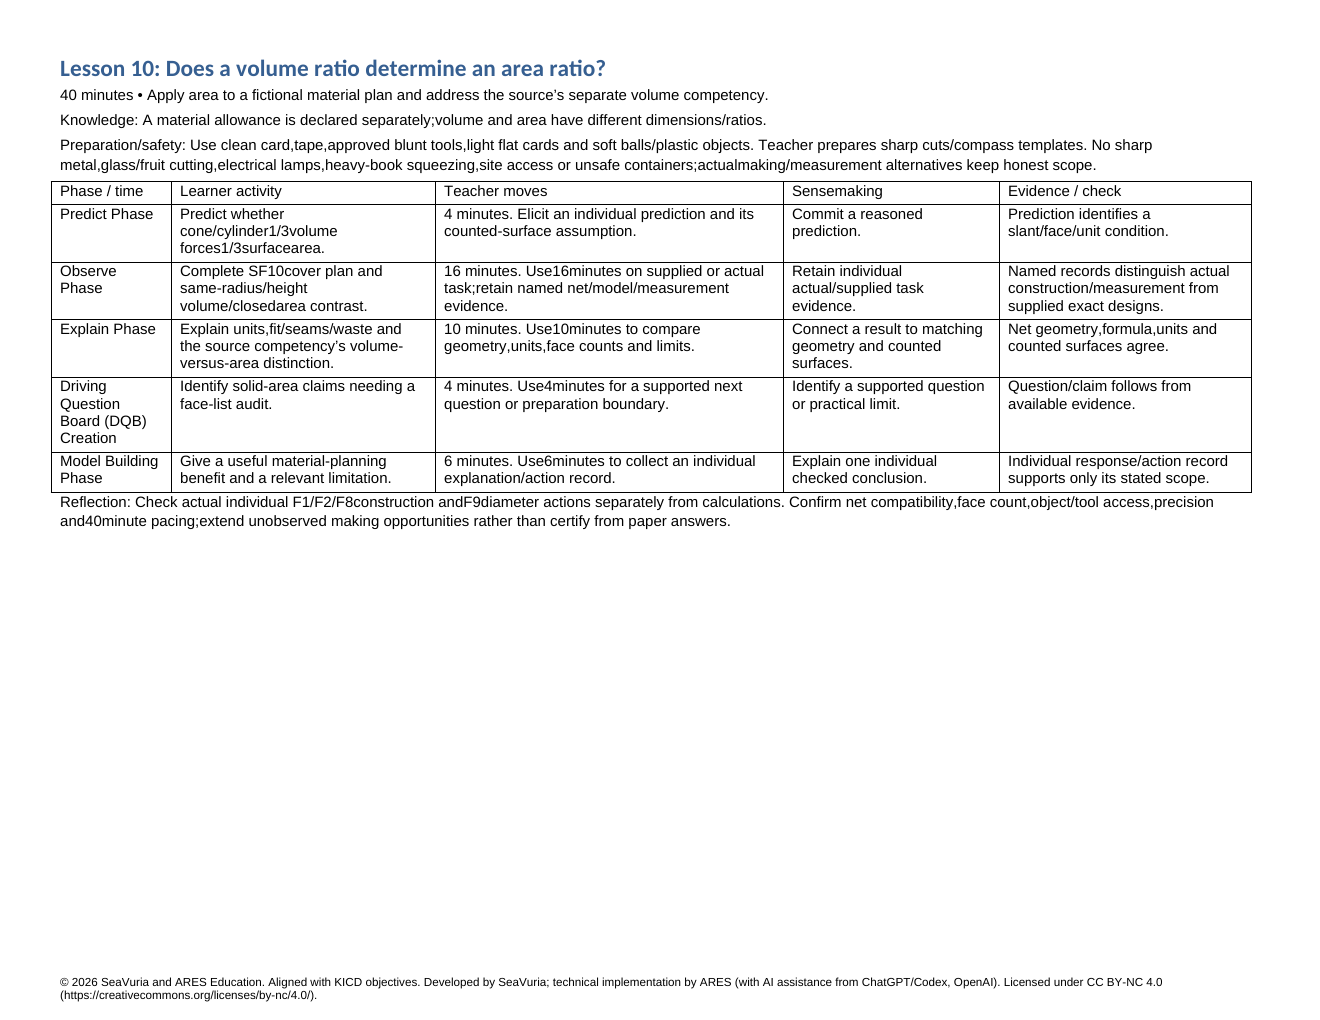 Lesson 10: Does a volume ratio determine an area ratio?
40 minutes • Apply area to a fictional material plan and address the source’s separate volume competency.
Knowledge: A material allowance is declared separately;volume and area have different dimensions/ratios.
Preparation/safety: Use clean card,tape,approved blunt tools,light flat cards and soft balls/plastic objects. Teacher prepares sharp cuts/compass templates. No sharp
metal,glass/fruit cutting,electrical lamps,heavy-book squeezing,site access or unsafe containers;actualmaking/measurement alternatives keep honest scope.
Phase / time
Learner activity
Teacher moves
Sensemaking
Evidence / check
Predict Phase
Predict whether
cone/cylinder1/3volume
forces1/3surfacearea.
4 minutes. Elicit an individual prediction and its
counted-surface assumption.
Commit a reasoned
prediction.
Prediction identifies a
slant/face/unit condition.
Observe
Phase
Complete SF10cover plan and
same-radius/height
volume/closedarea contrast.
16 minutes. Use16minutes on supplied or actual
task;retain named net/model/measurement
evidence.
Retain individual
actual/supplied task
evidence.
Named records distinguish actual
construction/measurement from
supplied exact designs.
Explain Phase
Explain units,fit/seams/waste and
the source competency’s volume-
versus-area distinction.
10 minutes. Use10minutes to compare
geometry,units,face counts and limits.
Connect a result to matching
geometry and counted
surfaces.
Net geometry,formula,units and
counted surfaces agree.
Driving
Question
Board (DQB)
Creation
Identify solid-area claims needing a
face-list audit.
4 minutes. Use4minutes for a supported next
question or preparation boundary.
Identify a supported question
or practical limit.
Question/claim follows from
available evidence.
Model Building
Phase
Give a useful material-planning
benefit and a relevant limitation.
6 minutes. Use6minutes to collect an individual
explanation/action record.
Explain one individual
checked conclusion.
Individual response/action record
supports only its stated scope.
Reflection: Check actual individual F1/F2/F8construction andF9diameter actions separately from calculations. Confirm net compatibility,face count,object/tool access,precision
and40minute pacing;extend unobserved making opportunities rather than certify from paper answers.
© 2026 SeaVuria and ARES Education. Aligned with KICD objectives. Developed by SeaVuria; technical implementation by ARES (with AI assistance from ChatGPT/Codex, OpenAI). Licensed under CC BY-NC 4.0
(https://creativecommons.org/licenses/by-nc/4.0/).